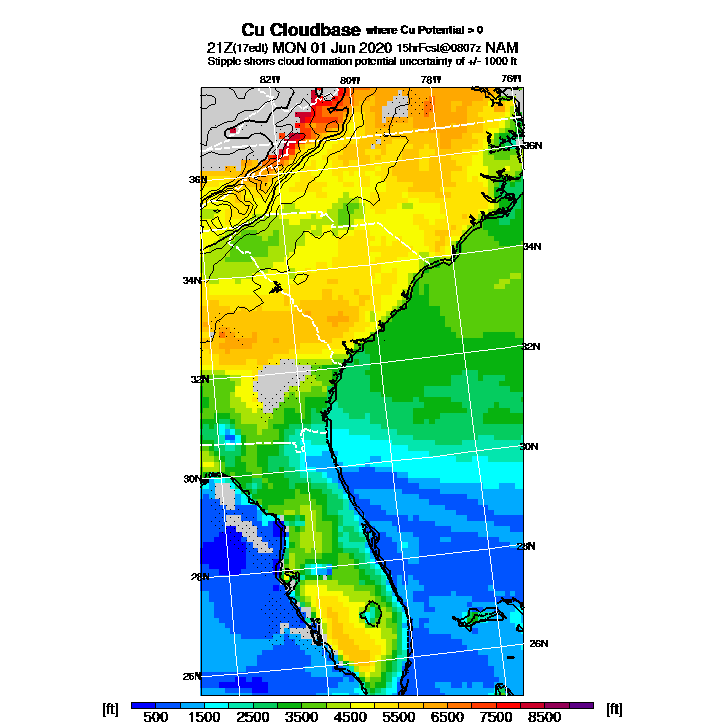 Cu Cloudbase where Cu Potential > 0
21Z(17edt) MON 01 Jun 2020 15hrFcst@0807z NAM
Stipple shows cloud formation potential uncertainty of +/- 1000 ft
82W 80W 78W 76W
36N
36N
34N
34N
32N
32N
30N
30N
28N
28N
26N
26N
[ft] 500 1500 2500 3500 4500 5500 6500 7500 8500 [ft]